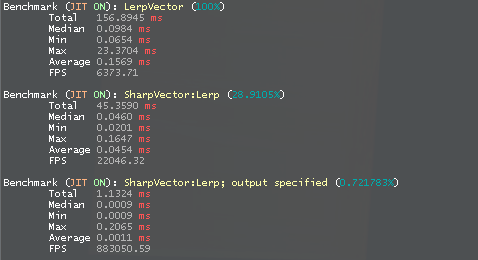 Benchmark (JIT ON): LerpVector (100%)
Total 156.8945 ms
Median 0.0984 ms
Min 0.0654 ms
Max 23.3704 ms
Average 0.1569 ms
FPS 6373.71
Benchmark (JIT ON): SharpVector:Lerp (28.9105%)
Total 45.3590 ms
Median 0.0460 ms
Min 0.0201 ms
Max 0.1647 ms
Average 0.0454 ms
FPS 22046.32
Benchmark (JIT ON): SharpVector:Lerp; output specified (0.721783%)
Total 1.1324 ms
Median 0.0009 ms
Min 0.0009 ms
Max 0.2065 ms
Average 0.0011 ms
FPS 883050.59